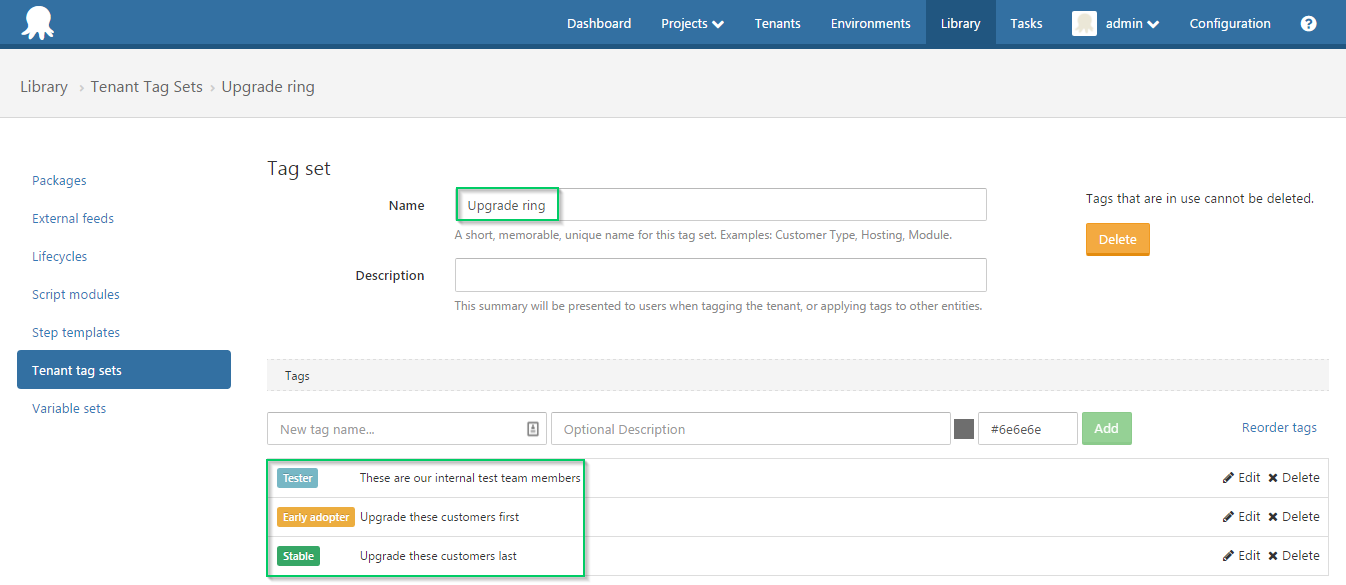 Dashboard Projects Tenants Environments Library Tasks admin Configuration ?
Library › Tenant Tag Sets › Upgrade ring
Packages
External feeds
Lifecycles
Script modules
Step templates
Tenant tag sets
Variable sets
Tag set
Name Upgrade ring
A short, memorable, unique name for this tag set. Examples: Customer Type, Hosting, Module.
Description
This summary will be presented to users when tagging the tenant, or applying tags to other entities.
Tags that are in use cannot be deleted.
Delete
Tags
New tag name... Optional Description #6e6e6e Add Reorder tags
Tester These are our internal test team members Edit Delete
Early adopter Upgrade these customers first Edit Delete
Stable Upgrade these customers last Edit Delete